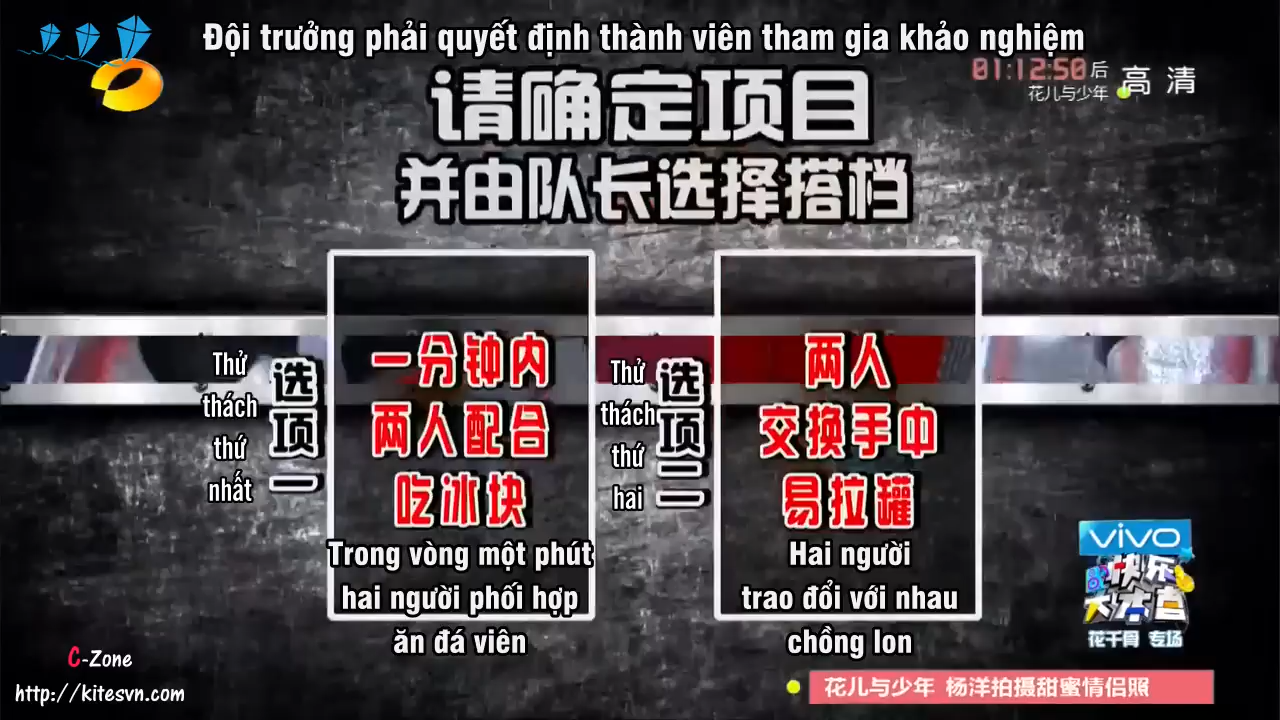 Đội trưởng phải quyết định thành viên tham gia khảo nghiệm
01:12:50后
花儿与少年
高清
请确定项目
并由队长选择搭档
Thử
thách
thứ
nhất
选项一
一分钟内
两人配合
吃冰块
Trong vòng một phút
hai người phối hợp
ăn đá viên
Thử
thách
thứ
hai
选项二
两人
交换手中
易拉罐
Hai người
trao đổi với nhau
chồng lon
vivo
快乐
大本营
花千骨 专场
C-Zone
http://kitesvn.com
花儿与少年 杨洋拍摄甜蜜情侣照